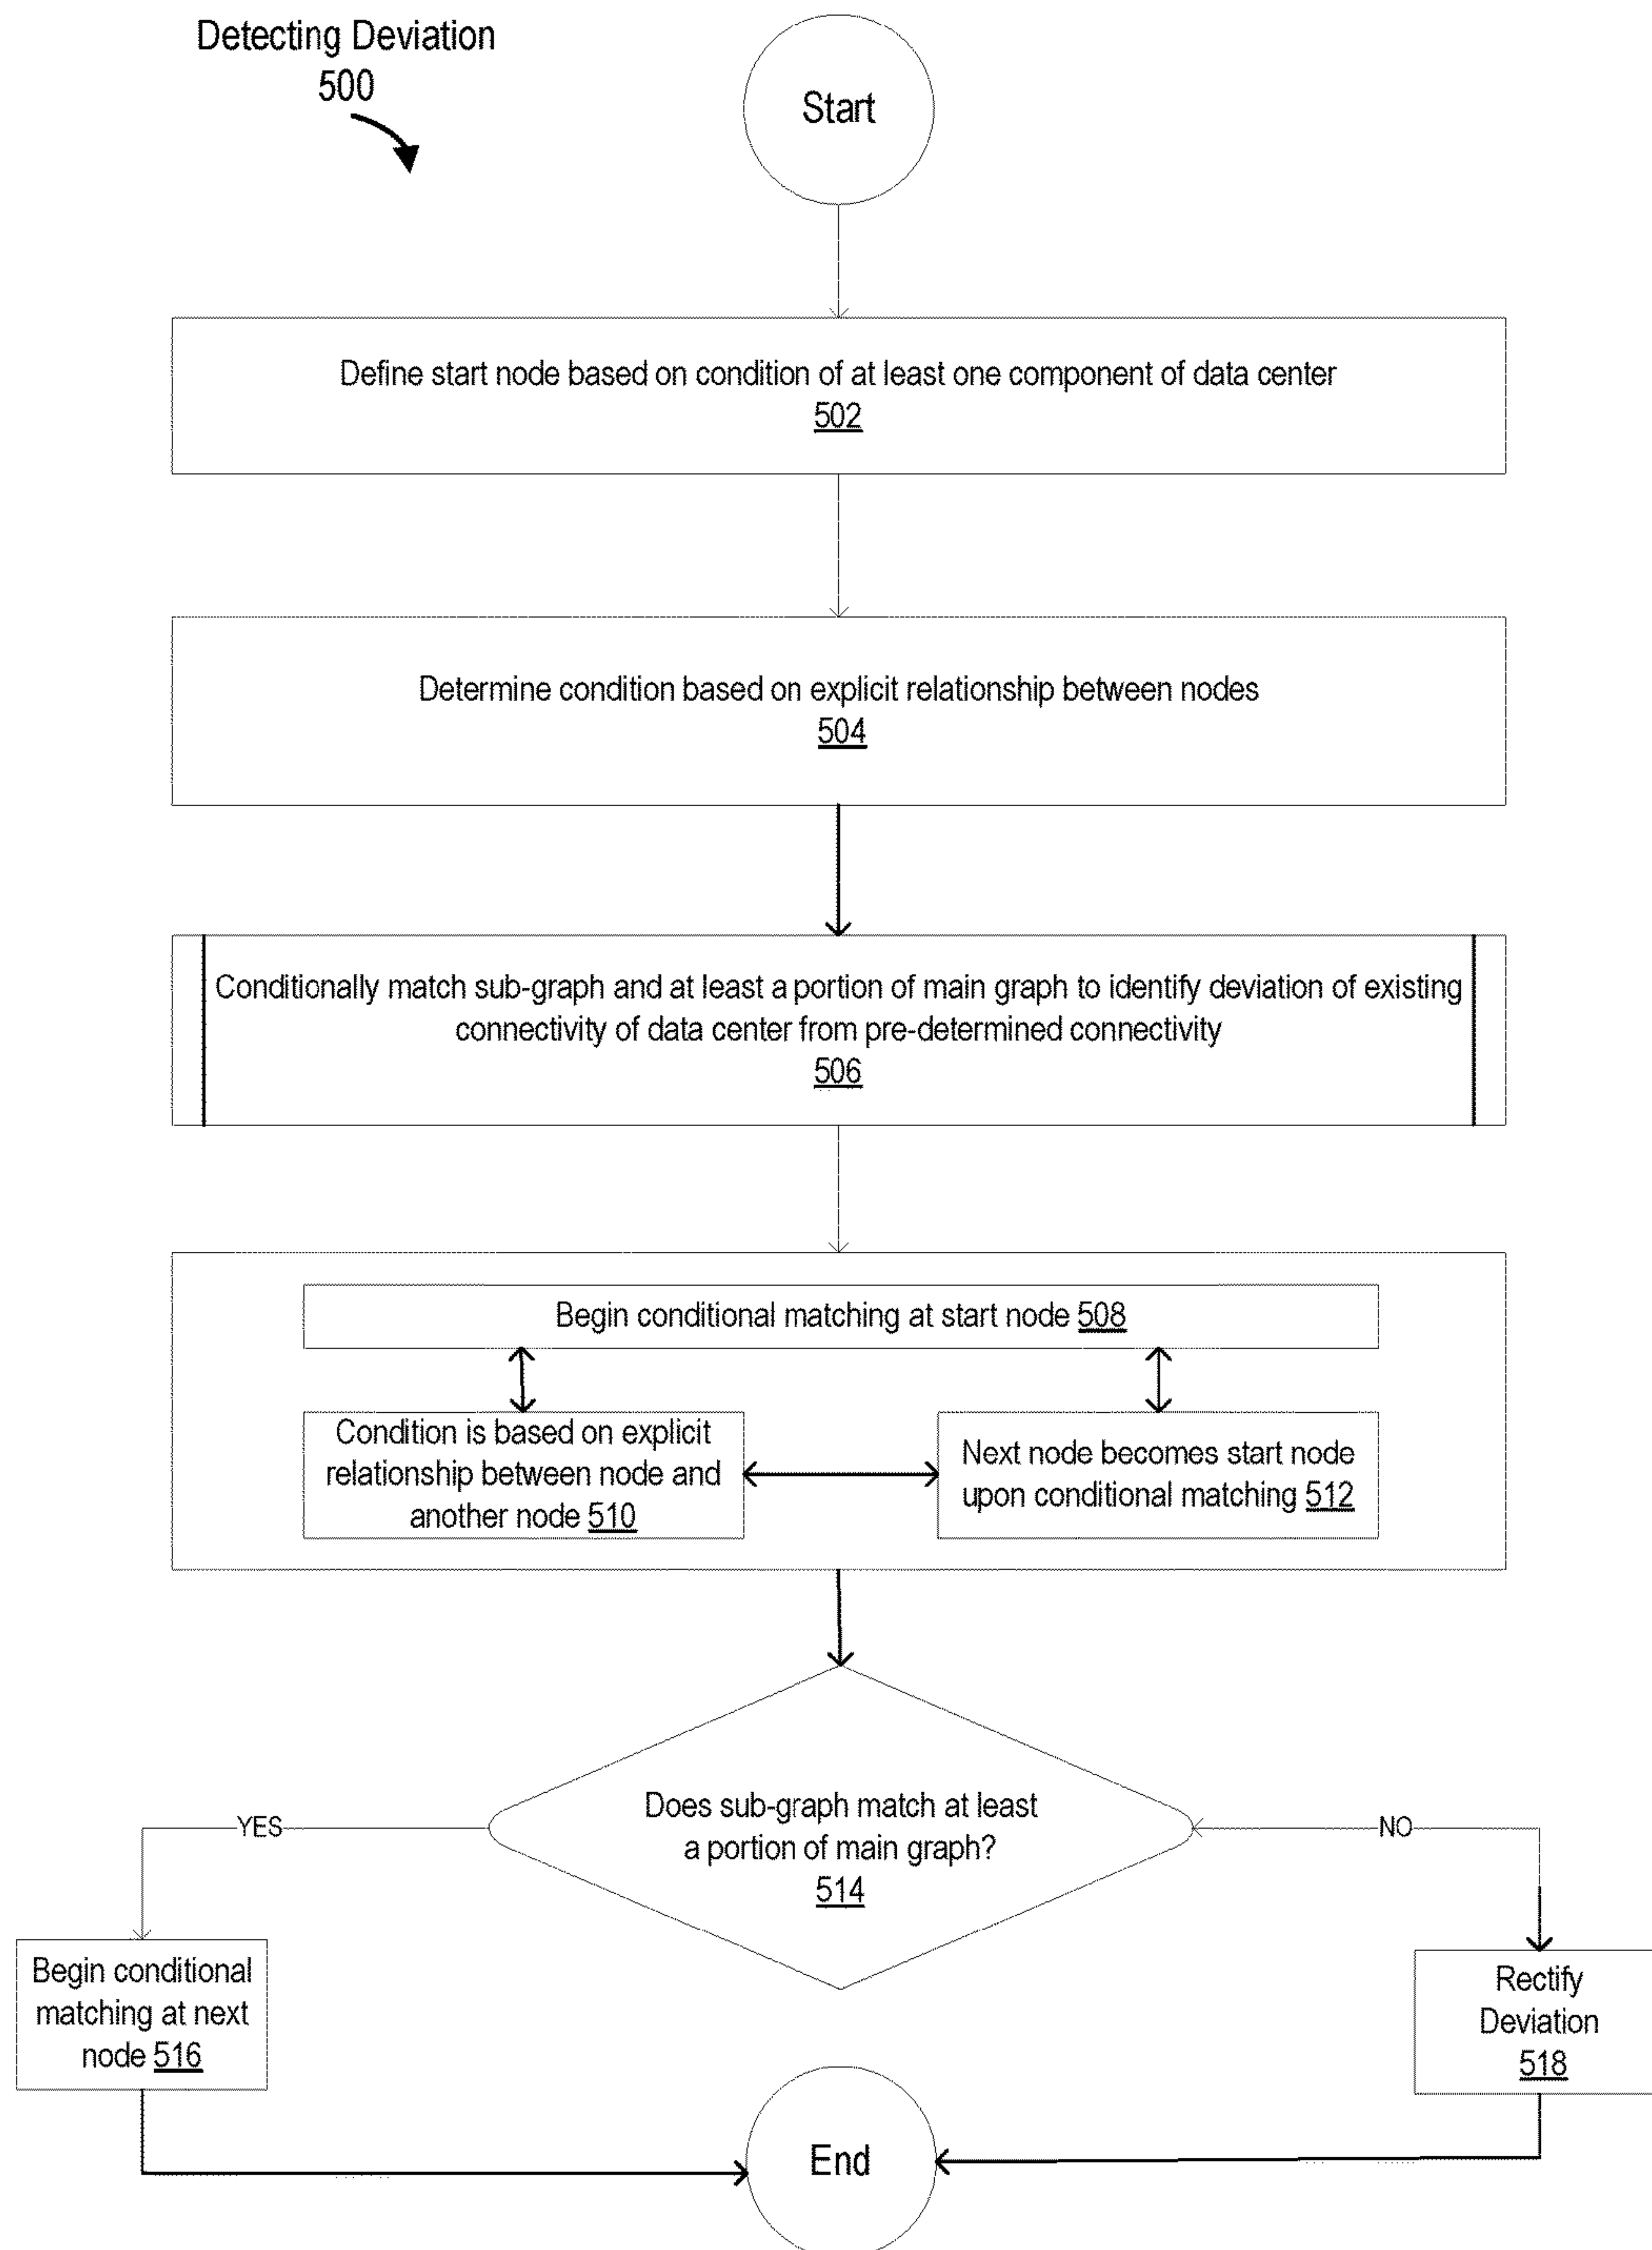 Detecting Deviation
500
Start
Define start node based on condition of at least one component of data center
502
Determine condition based on explicit relationship between nodes
504
Conditionally match sub-graph and at least a portion of main graph to identify deviation of existing
connectivity of data center from pre-determined connectivity
506
Begin conditional matching at start node 508
Condition is based on explicit
relationship between node and
another node 510
Next node becomes start node
upon conditional matching 512
Does sub-graph match at least
a portion of main graph?
514
YES
NO
Begin conditional
matching at next
node 516
Rectify
Deviation
518
End